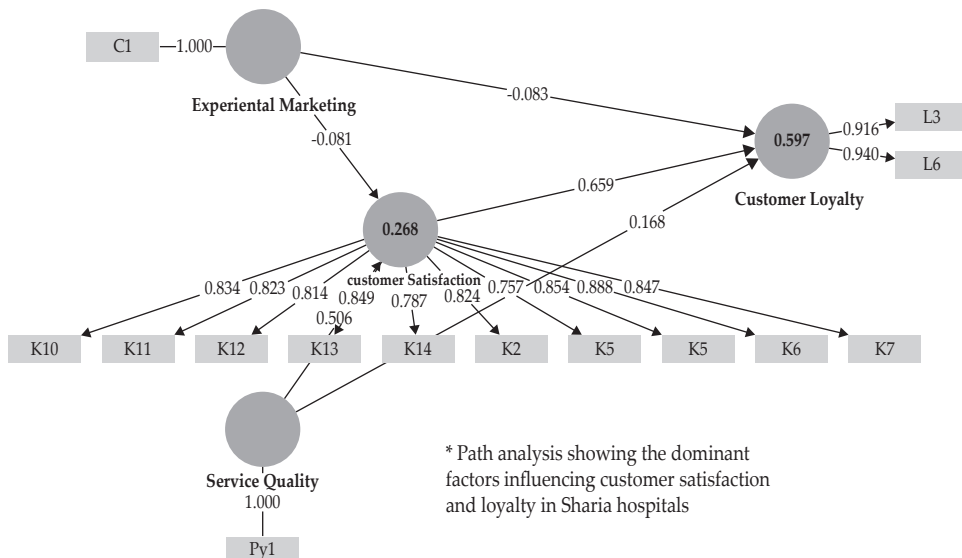 C1
1.000
Experiental Marketing
-0.083
-0.081
0.597
0.916
L3
0.940
L6
Customer Loyalty
0.659
0.168
0.268
customer Satisfaction
0.834
0.823
0.814
0.849
0.787
0.824
0.757
0.854
0.888
0.847
0.506
K10
K11
K12
K13
K14
K2
K5
K5
K6
K7
Service Quality
1.000
Py1
* Path analysis showing the dominant
factors influencing customer satisfaction
and loyalty in Sharia hospitals